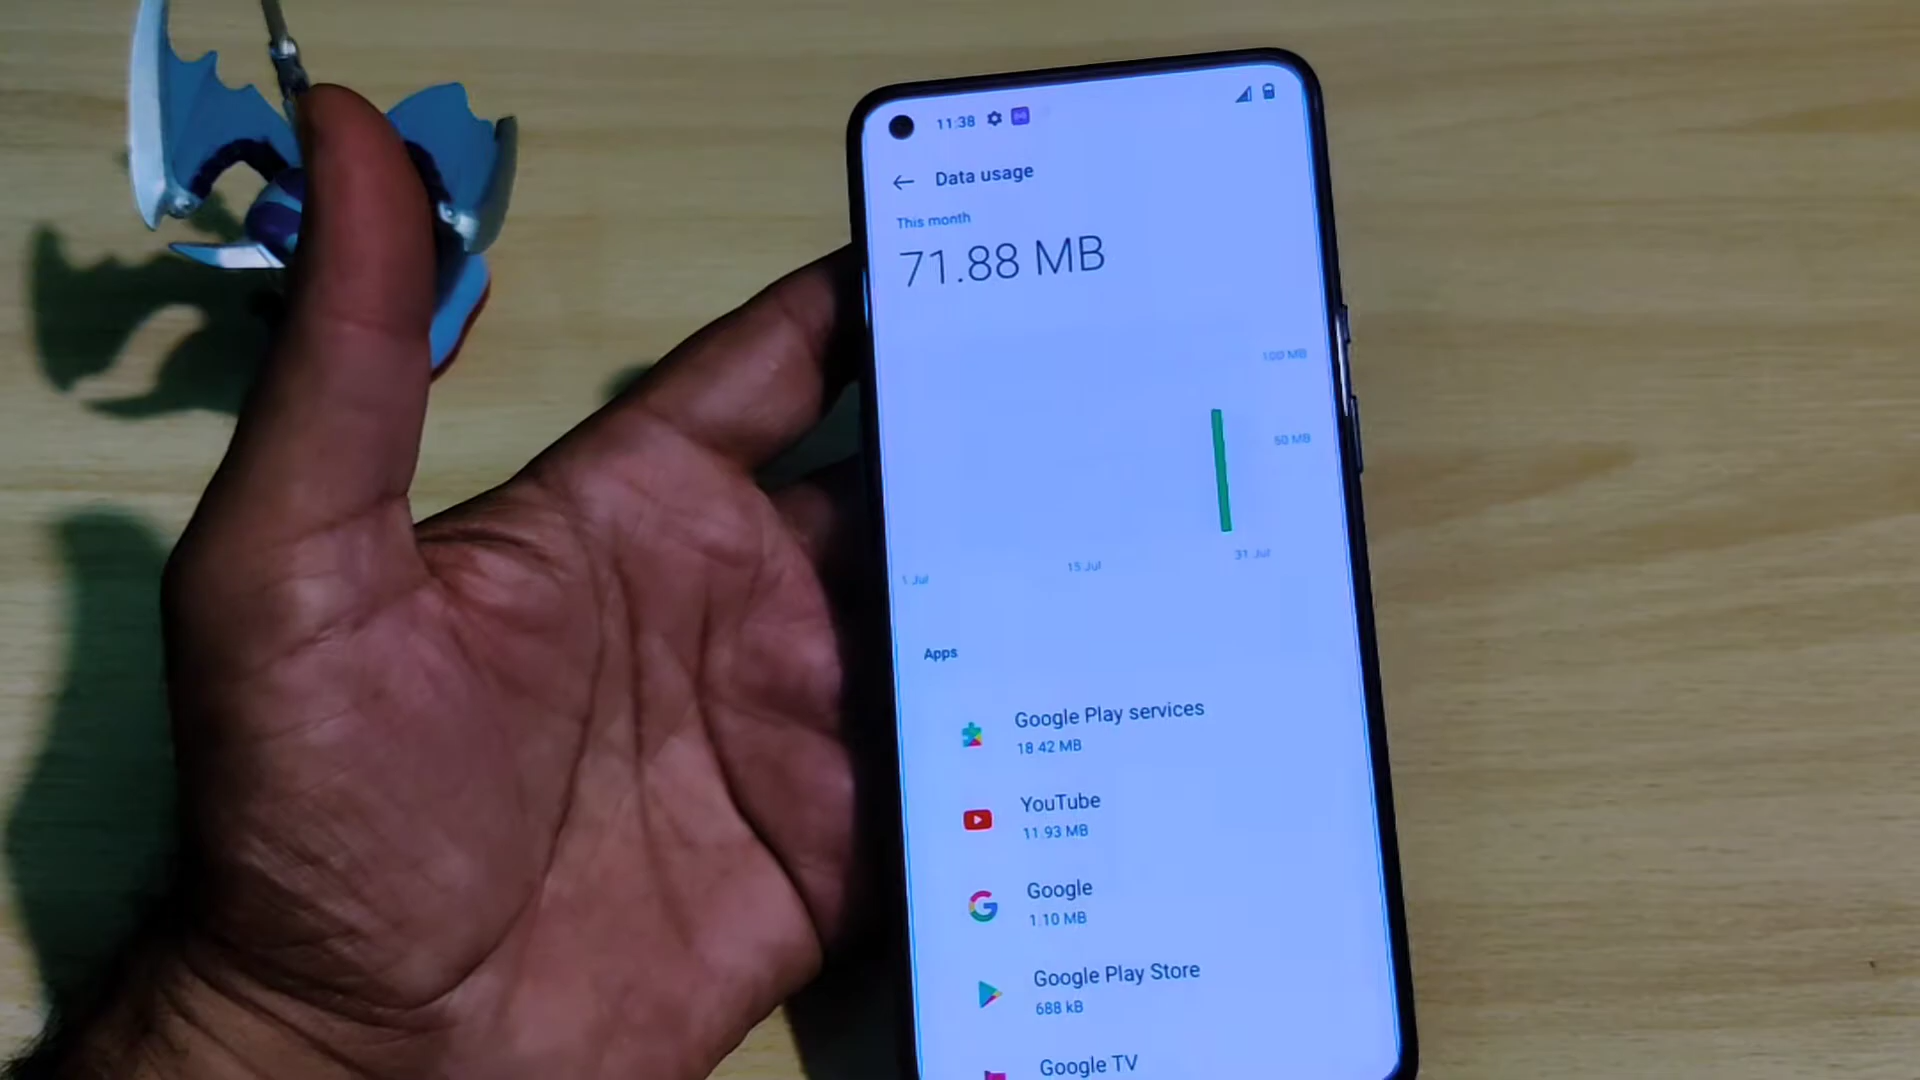 11:38
Data usage
This month
71.88 MB
100 MB
50 MB
1 Jul
15 Jul
31 Jul
Apps
Google Play services
18.42 MB
YouTube
11.93 MB
Google
1.10 MB
Google Play Store
688 kB
Google TV